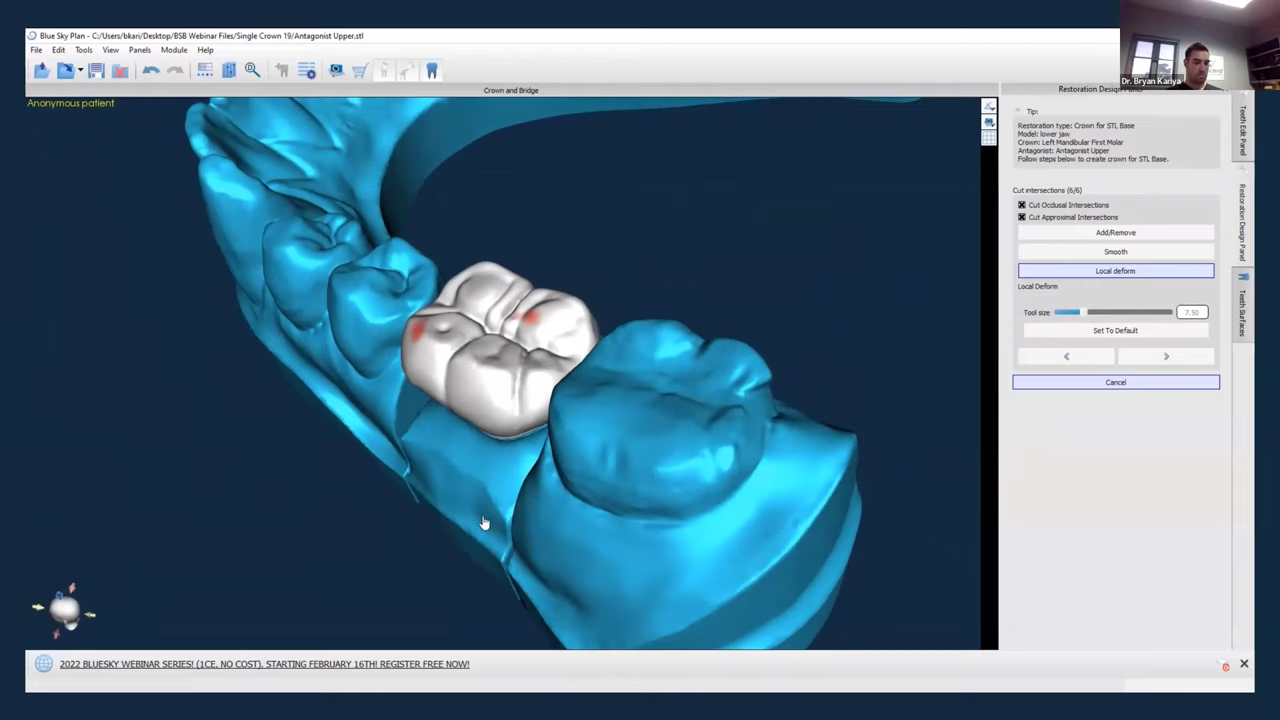 Blue Sky Plan - C:/Users/bkari/Desktop/BSB Webinar Files/Single Crown 19/Antagonist Upper.stl
File Edit Tools Panels View Module Help
Crown and Bridge
Anonymous patient
Dr. Bryan Kariya
Restoration Design Panel
Tip:
Restoration type: Crown for STL Base
Model: lower jaw
Crown: Left Mandibular First Molar
Antagonist: Antagonist Upper
Follow steps below to create crown for STL Base.
Cut intersections (6/6)
Cut Occlusal Intersections
Cut Approximal Intersections
Add/Remove
Smooth
Local deform
Local Deform
Tool size 7.50
Set To Default
Cancel
Teeth Edit Panel
Restoration Design Panel
Teeth Surfaces
2022 BLUESKY WEBINAR SERIES! (1CE, NO COST). STARTING FEBRUARY 16TH! REGISTER FREE NOW!